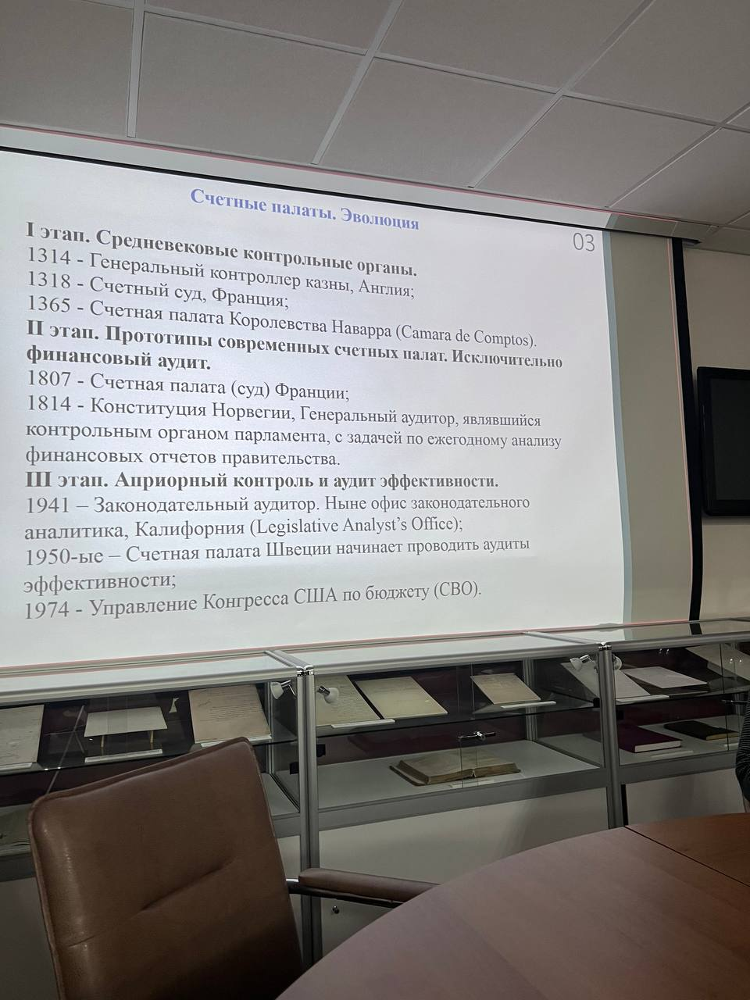 Счетные палаты. Эволюция
03
I этап. Средневековые контрольные органы.
1314 - Генеральный контроллер казны, Англия;
1318 - Счетный суд, Франция;
1365 - Счетная палата Королевства Наварра (Camara de Comptos).
II этап. Прототипы современных счетных палат. Исключительно
финансовый аудит.
1807 - Счетная палата (суд) Франции;
1814 - Конституция Норвегии, Генеральный аудитор, являвшийся
контрольным органом парламента, с задачей по ежегодному анализу
финансовых отчетов правительства.
III этап. Априорный контроль и аудит эффективности.
1941 – Законодательный аудитор. Ныне офис законодательного
аналитика, Калифорния (Legislative Analyst’s Office);
1950-ые – Счетная палата Швеции начинает проводить аудиты
эффективности;
1974 - Управление Конгресса США по бюджету (CBO).